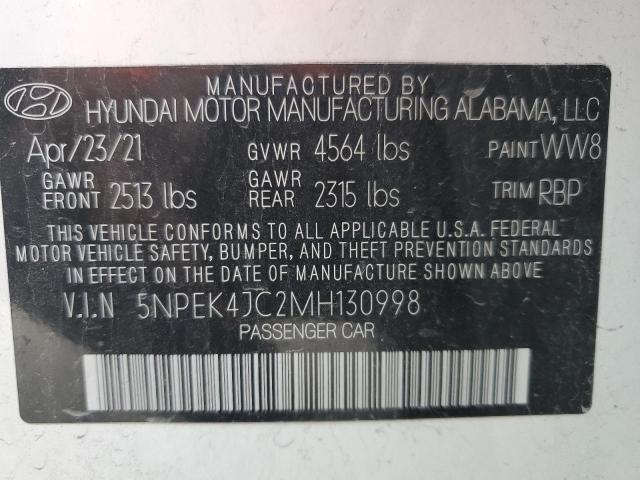 MANUFACTURED BY
HYUNDAI MOTOR MANUFACTURING ALABAMA, LLC
Apr/23/21 GVWR 4564 lbs PAINT WW8
GAWR FRONT 2513 lbs GAWR REAR 2315 lbs TRIM RBP
THIS VEHICLE CONFORMS TO ALL APPLICABLE U.S.A. FEDERAL
MOTOR VEHICLE SAFETY, BUMPER, AND THEFT PREVENTION STANDARDS
IN EFFECT ON THE DATE OF MANUFACTURE SHOWN ABOVE
V.I.N 5NPEK4JC2MH130998
PASSENGER CAR